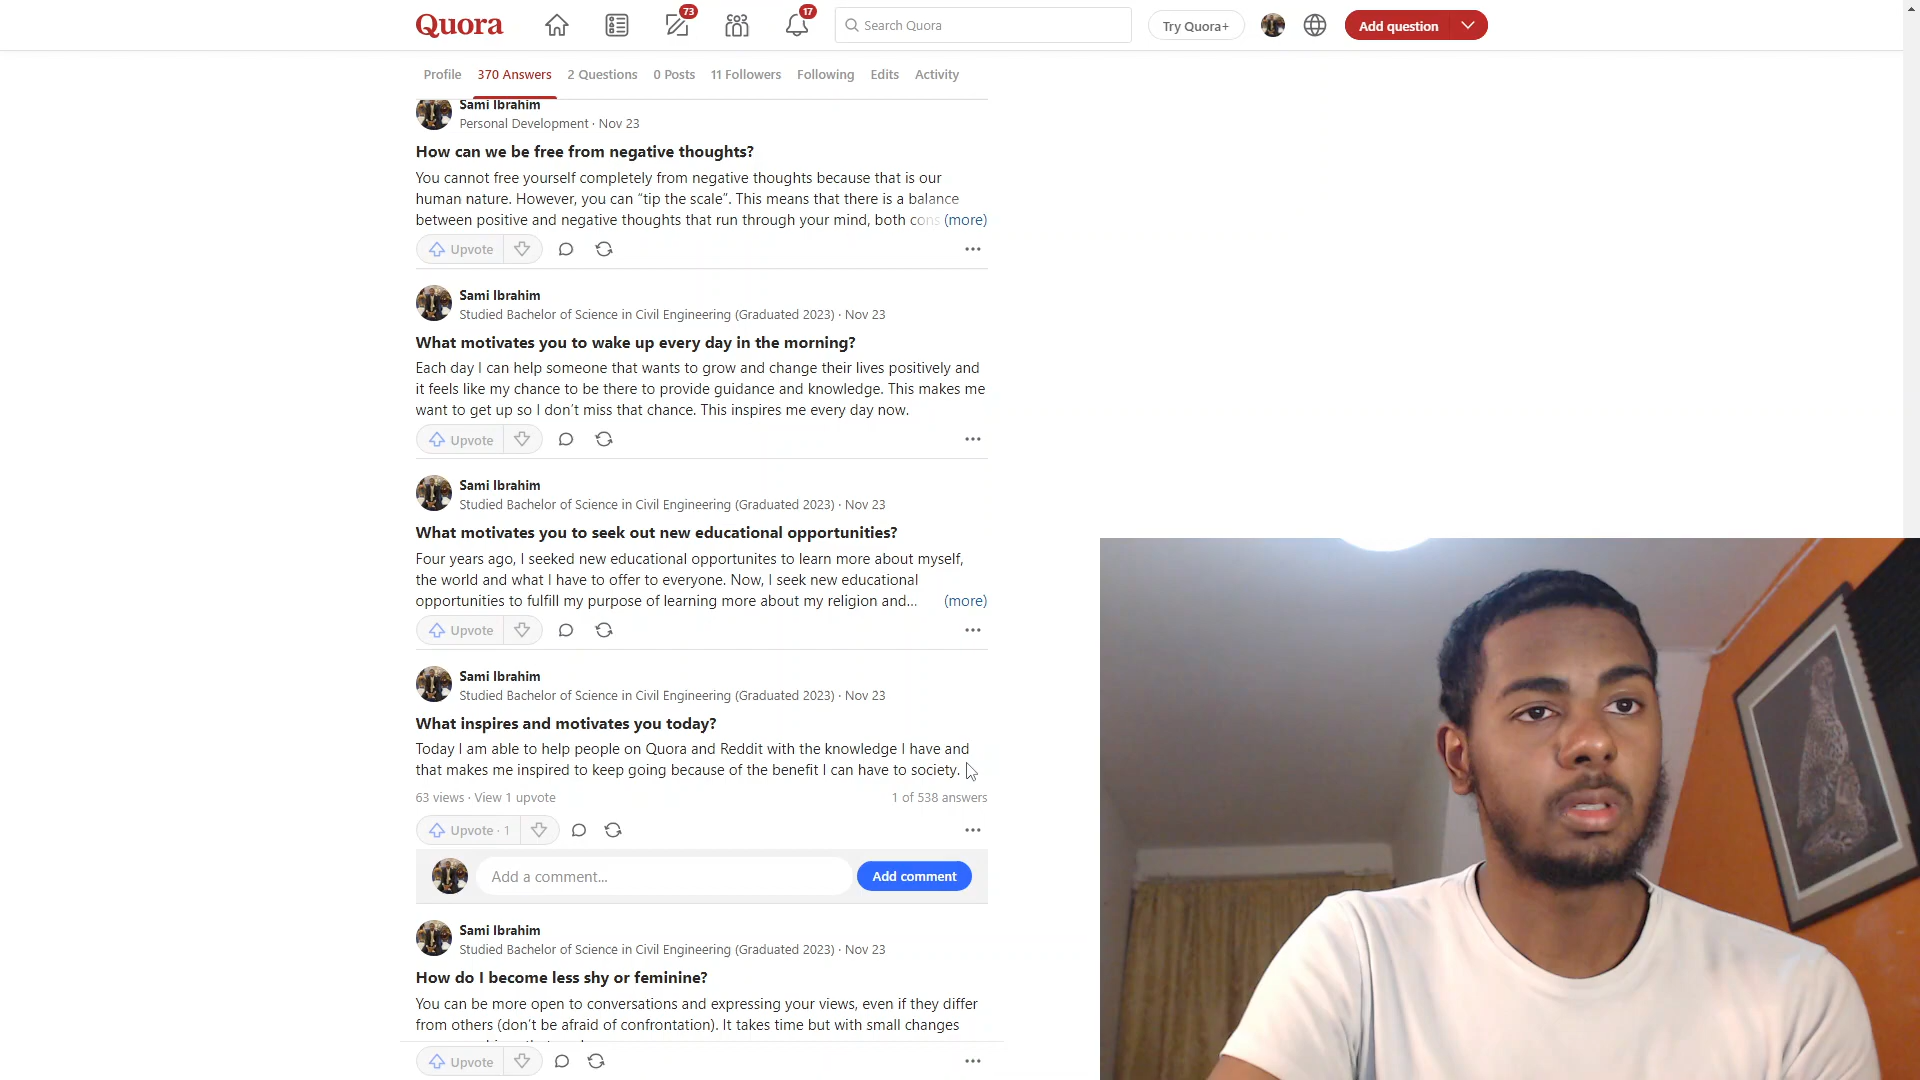 Quora
73
17
Search Quora
Try Quora+
Add question
Profile
370 Answers
2 Questions
0 Posts
11 Followers
Following
Edits
Activity
Sami Ibrahim
Personal Development · Nov 23
How can we be free from negative thoughts?
You cannot free yourself completely from negative thoughts because that is our
human nature. However, you can “tip the scale”. This means that there is a balance
between positive and negative thoughts that run through your mind, both cons (more)
Upvote
Sami Ibrahim
Studied Bachelor of Science in Civil Engineering (Graduated 2023) · Nov 23
What motivates you to wake up every day in the morning?
Each day I can help someone that wants to grow and change their lives positively and
it feels like my chance to be there to provide guidance and knowledge. This makes me
want to get up so I don’t miss that chance. This inspires me every day now.
Upvote
Sami Ibrahim
Studied Bachelor of Science in Civil Engineering (Graduated 2023) · Nov 23
What motivates you to seek out new educational opportunities?
Four years ago, I seeked new educational opportunites to learn more about myself,
the world and what I have to offer to everyone. Now, I seek new educational
opportunities to fulfill my purpose of learning more about my religion and... (more)
Upvote
Sami Ibrahim
Studied Bachelor of Science in Civil Engineering (Graduated 2023) · Nov 23
What inspires and motivates you today?
Today I am able to help people on Quora and Reddit with the knowledge I have and
that makes me inspired to keep going because of the benefit I can have to society.
63 views · View 1 upvote
1 of 538 answers
Upvote · 1
Add a comment...
Add comment
Sami Ibrahim
Studied Bachelor of Science in Civil Engineering (Graduated 2023) · Nov 23
How do I become less shy or feminine?
You can be more open to conversations and expressing your views, even if they differ
from others (don’t be afraid of confrontation). It takes time but with small changes
Upvote